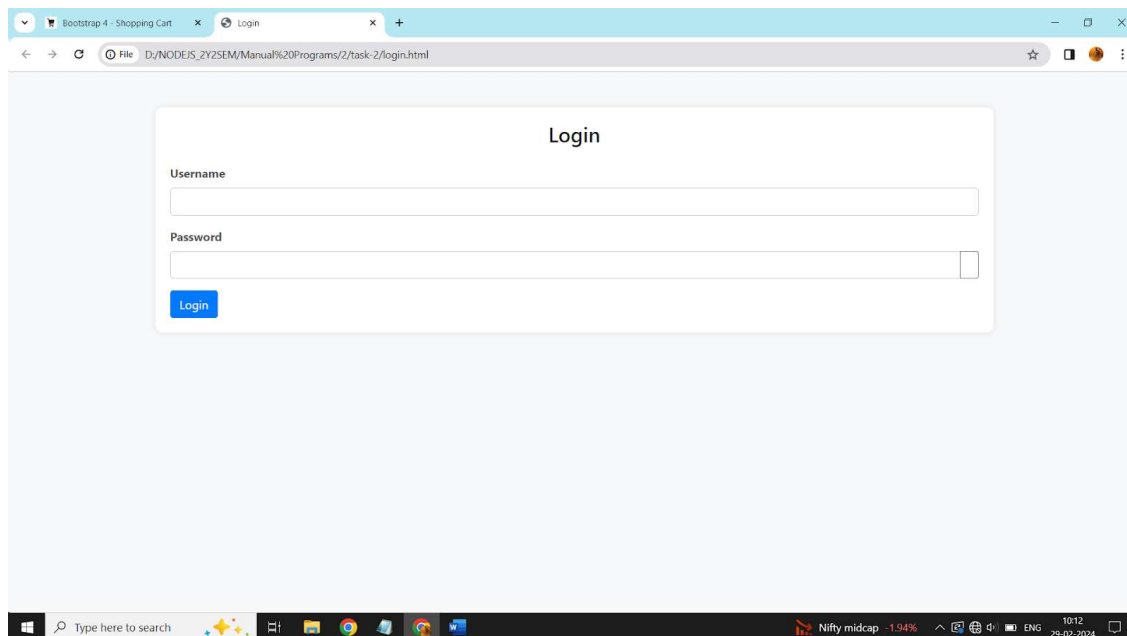 Bootstrap 4 - Shopping Cart
Login
File D:/NODEJS_2Y2SEM/Manual%20Programs/2/task-2/login.html
Login
Username
Password
Login
Type here to search
Nifty midcap -1.94%
ENG
10:12
29-02-2024